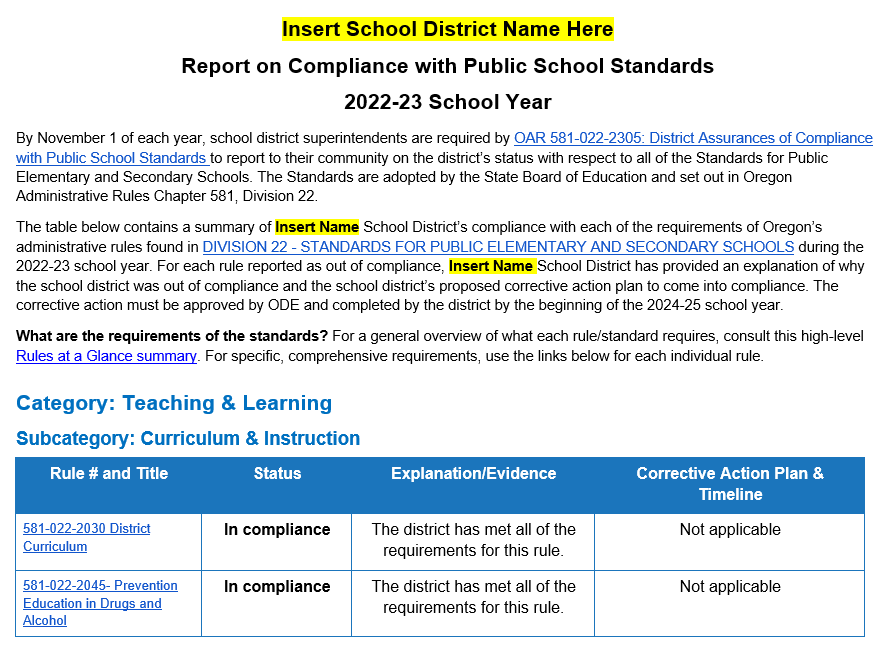 Insert School District Name Here
Report on Compliance with Public School Standards
2022-23 School Year
By November 1 of each year, school district superintendents are required by OAR 581-022-2305: District Assurances of Compliance
with Public School Standards to report to their community on the district's status with respect to all of the Standards for Public
Elementary and Secondary Schools. The Standards are adopted by the State Board of Education and set out in Oregon
Administrative Rules Chapter 581, Division 22.
The table below contains a summary of Insert Name School District's compliance with each of the requirements of Oregon's
administrative rules found in DIVISION 22 - STANDARDS FOR PUBLIC ELEMENTARY AND SECONDARY SCHOOLS during the
2022-23 school year. For each rule reported as out of compliance, Insert Name School District has provided an explanation of why
the school district was out of compliance and the school district's proposed corrective action plan to come into compliance. The
corrective action must be approved by ODE and completed by the district by the beginning of the 2024-25 school year.
What are the requirements of the standards? For a general overview of what each rule/standard requires, consult this high-level
Rules at a Glance summary. For specific, comprehensive requirements, use the links below for each individual rule.
Category: Teaching & Learning
Subcategory: Curriculum & Instruction
Rule # and Title
Status
Explanation/Evidence
Corrective Action Plan &
Timeline
581-022-2030 District
Curriculum
In compliance
The district has met all of the
requirements for this rule.
Not applicable
581-022-2045- Prevention
Education in Drugs and
Alcohol
In compliance
The district has met all of the
requirements for this rule.
Not applicable